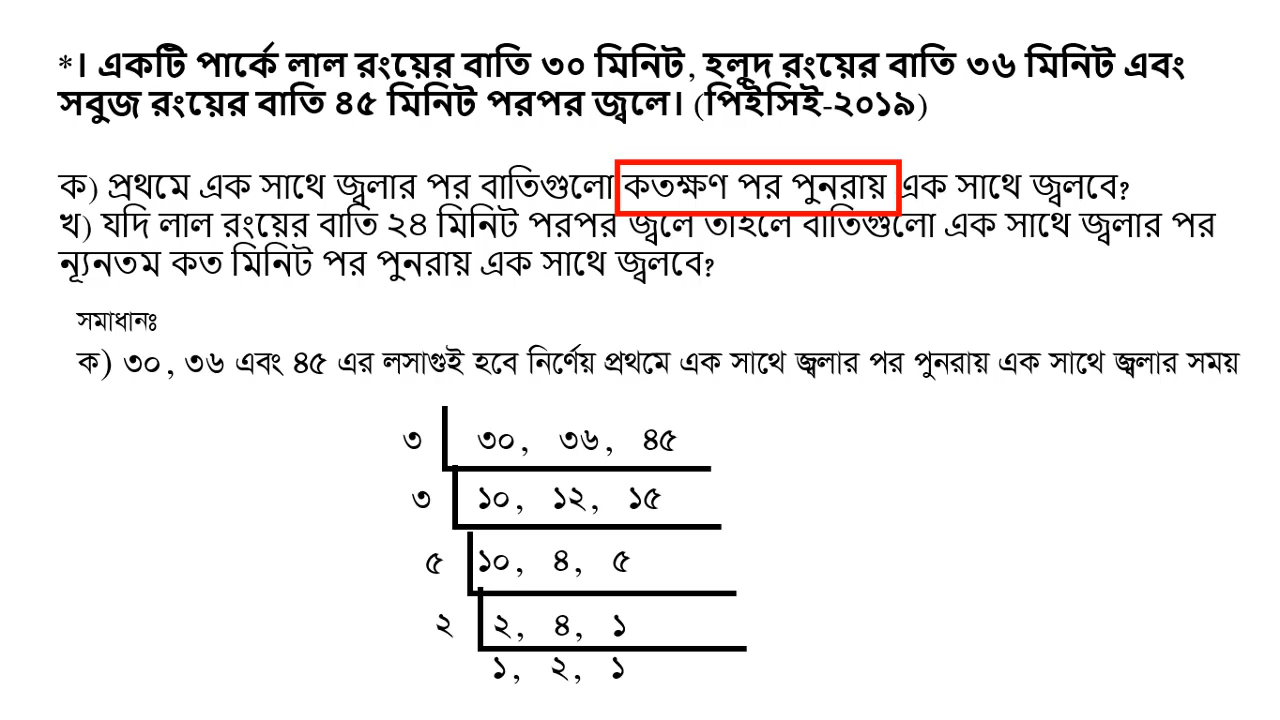 *। একটি পার্কে লাল রংয়ের বাতি ৩০ মিনিট, হলুদ রংয়ের বাতি ৩৬ মিনিট এবং
সবুজ রংয়ের বাতি ৪৫ মিনিট পরপর জ্বলে। (পিইসিই-২০১৯)
ক) প্রথমে এক সাথে জ্বলার পর বাতিগুলো কতক্ষণ পর পুনরায় এক সাথে জ্বলবে?
খ) যদি লাল রংয়ের বাতি ২৪ মিনিট পরপর জ্বলে তাহলে বাতিগুলো এক সাথে জ্বলার পর
ন্যূনতম কত মিনিট পর পুনরায় এক সাথে জ্বলবে?
সমাধানঃ
ক) ৩০, ৩৬ এবং ৪৫ এর লসাগুই হবে নির্ণেয় প্রথমে এক সাথে জ্বলার পর পুনরায় এক সাথে জ্বলার সময়
৩ ৩০, ৩৬, ৪৫
৩ ১০, ১২, ১৫
৫ ১০, ৪, ৫
২ ২, ৪, ১
১, ২, ১